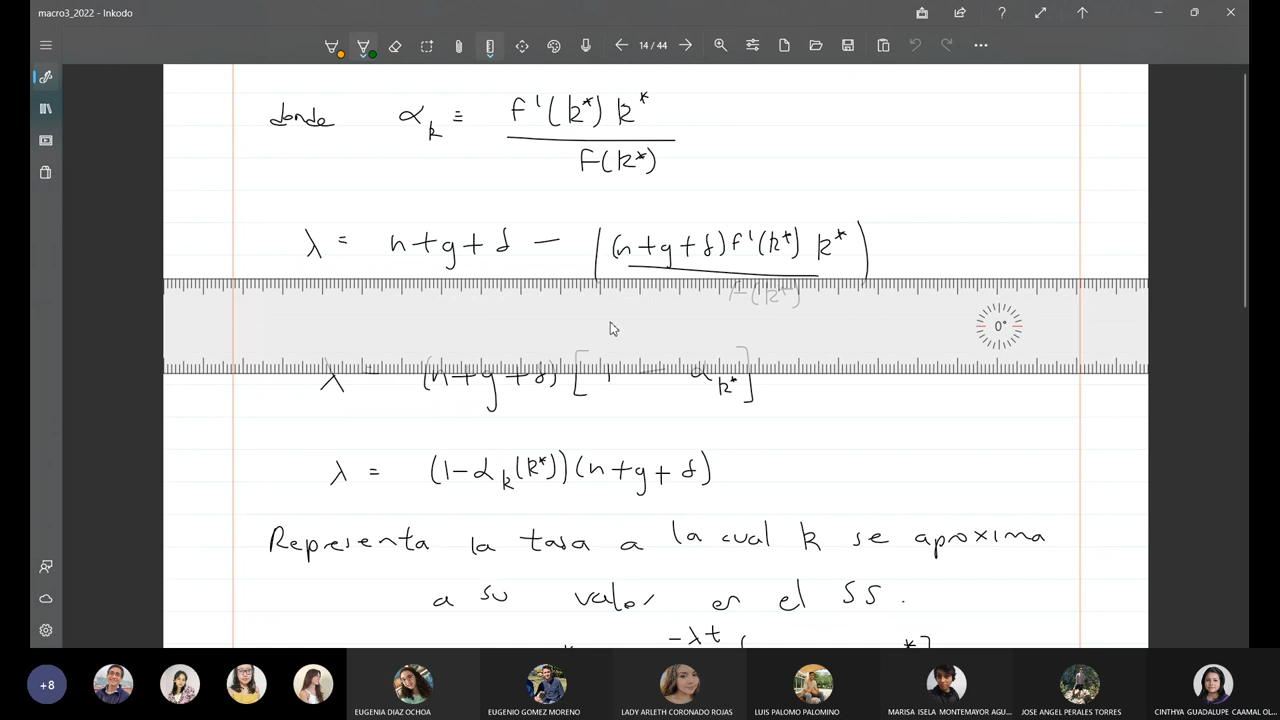 macro3_2022 - Inkodo
14 / 44
donde α_k ≡ f'(k*) k*
f(k*)
λ = n+g+δ - ((n+g+δ)f'(k*) k*)
f(k*)
0°
λ = (n+g+δ) [1 - α_k*]
λ = (1-α_k(k*))(n+g+δ)
Representa la tasa a la cual k se aproxima
a su valor en el SS.
-λt
*]
+8
EUGENIA DIAZ OCHOA
EUGENIO GOMEZ MORENO
LADY ARLETH CORONADO ROJAS
LUIS PALOMO PALOMINO
MARISA ISELA MONTEMAYOR AGU...
JOSE ANGEL PERALES TORRES
CINTHYA GUADALUPE CAAMAL OL...